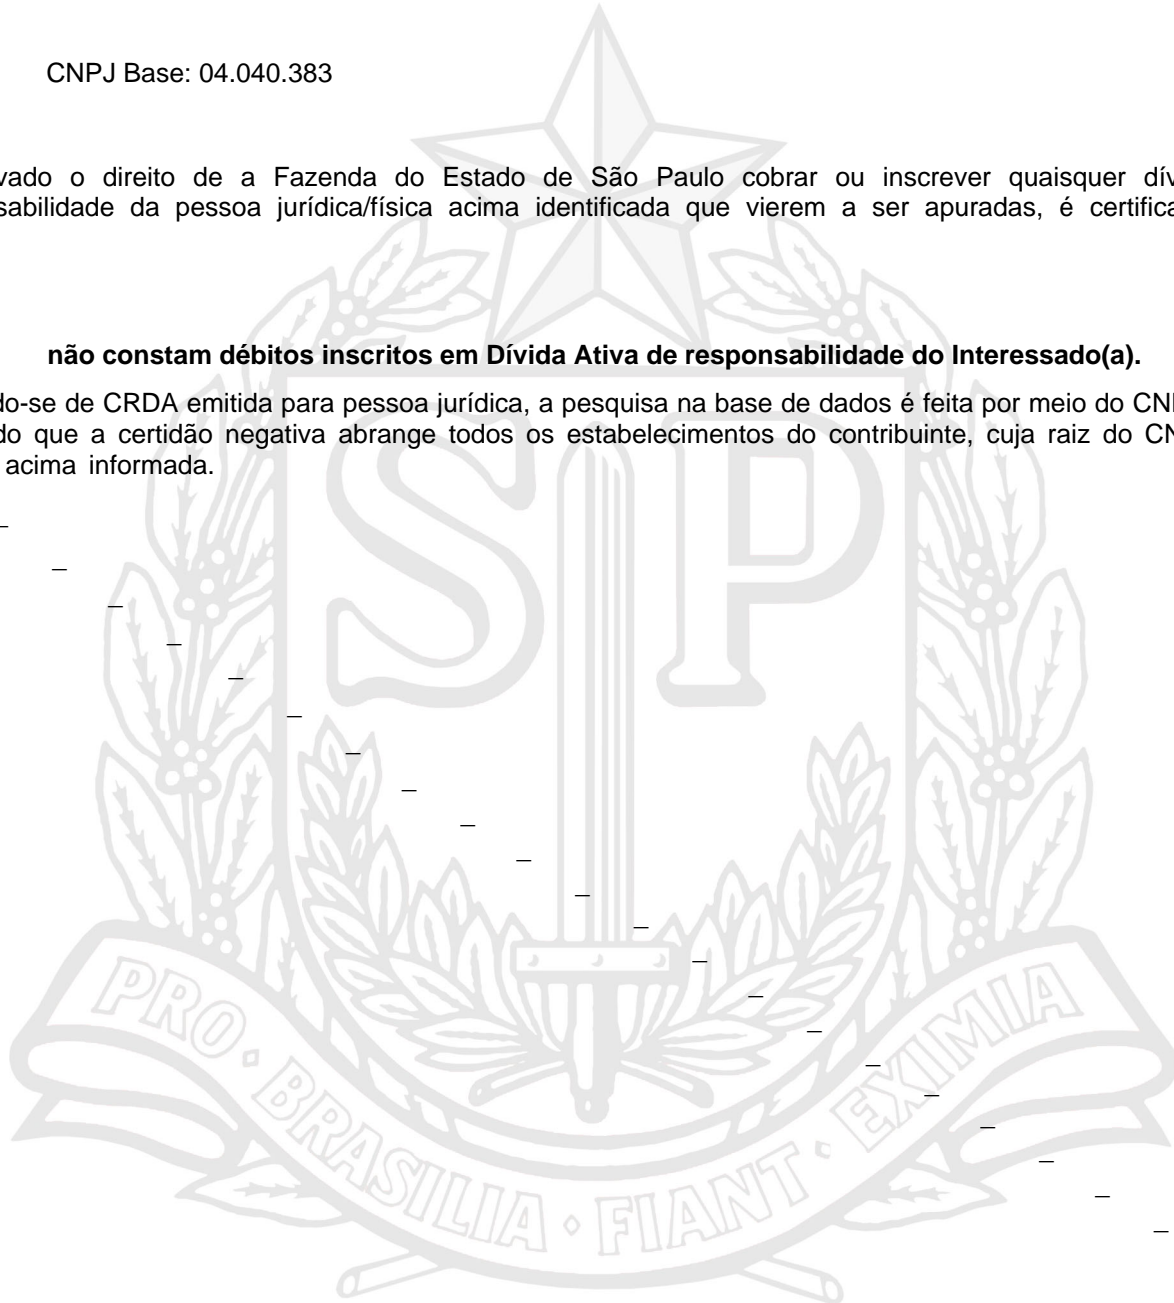 CNPJ Base: 04.040.383
vado o direito de a Fazenda do Estado de São Paulo cobrar ou inscrever quaisquer dív
sabilidade da pessoa jurídica/física acima identificada que vierem a ser apuradas, é certifica
não constam débitos inscritos em Dívida Ativa de responsabilidade do Interessado(a).
do-se de CRDA emitida para pessoa jurídica, a pesquisa na base de dados é feita por meio do CN
do que a certidão negativa abrange todos os estabelecimentos do contribuinte, cuja raiz do CN
acima informada.
SP
PRO • BRASILIA • FIANT • EXIMIA